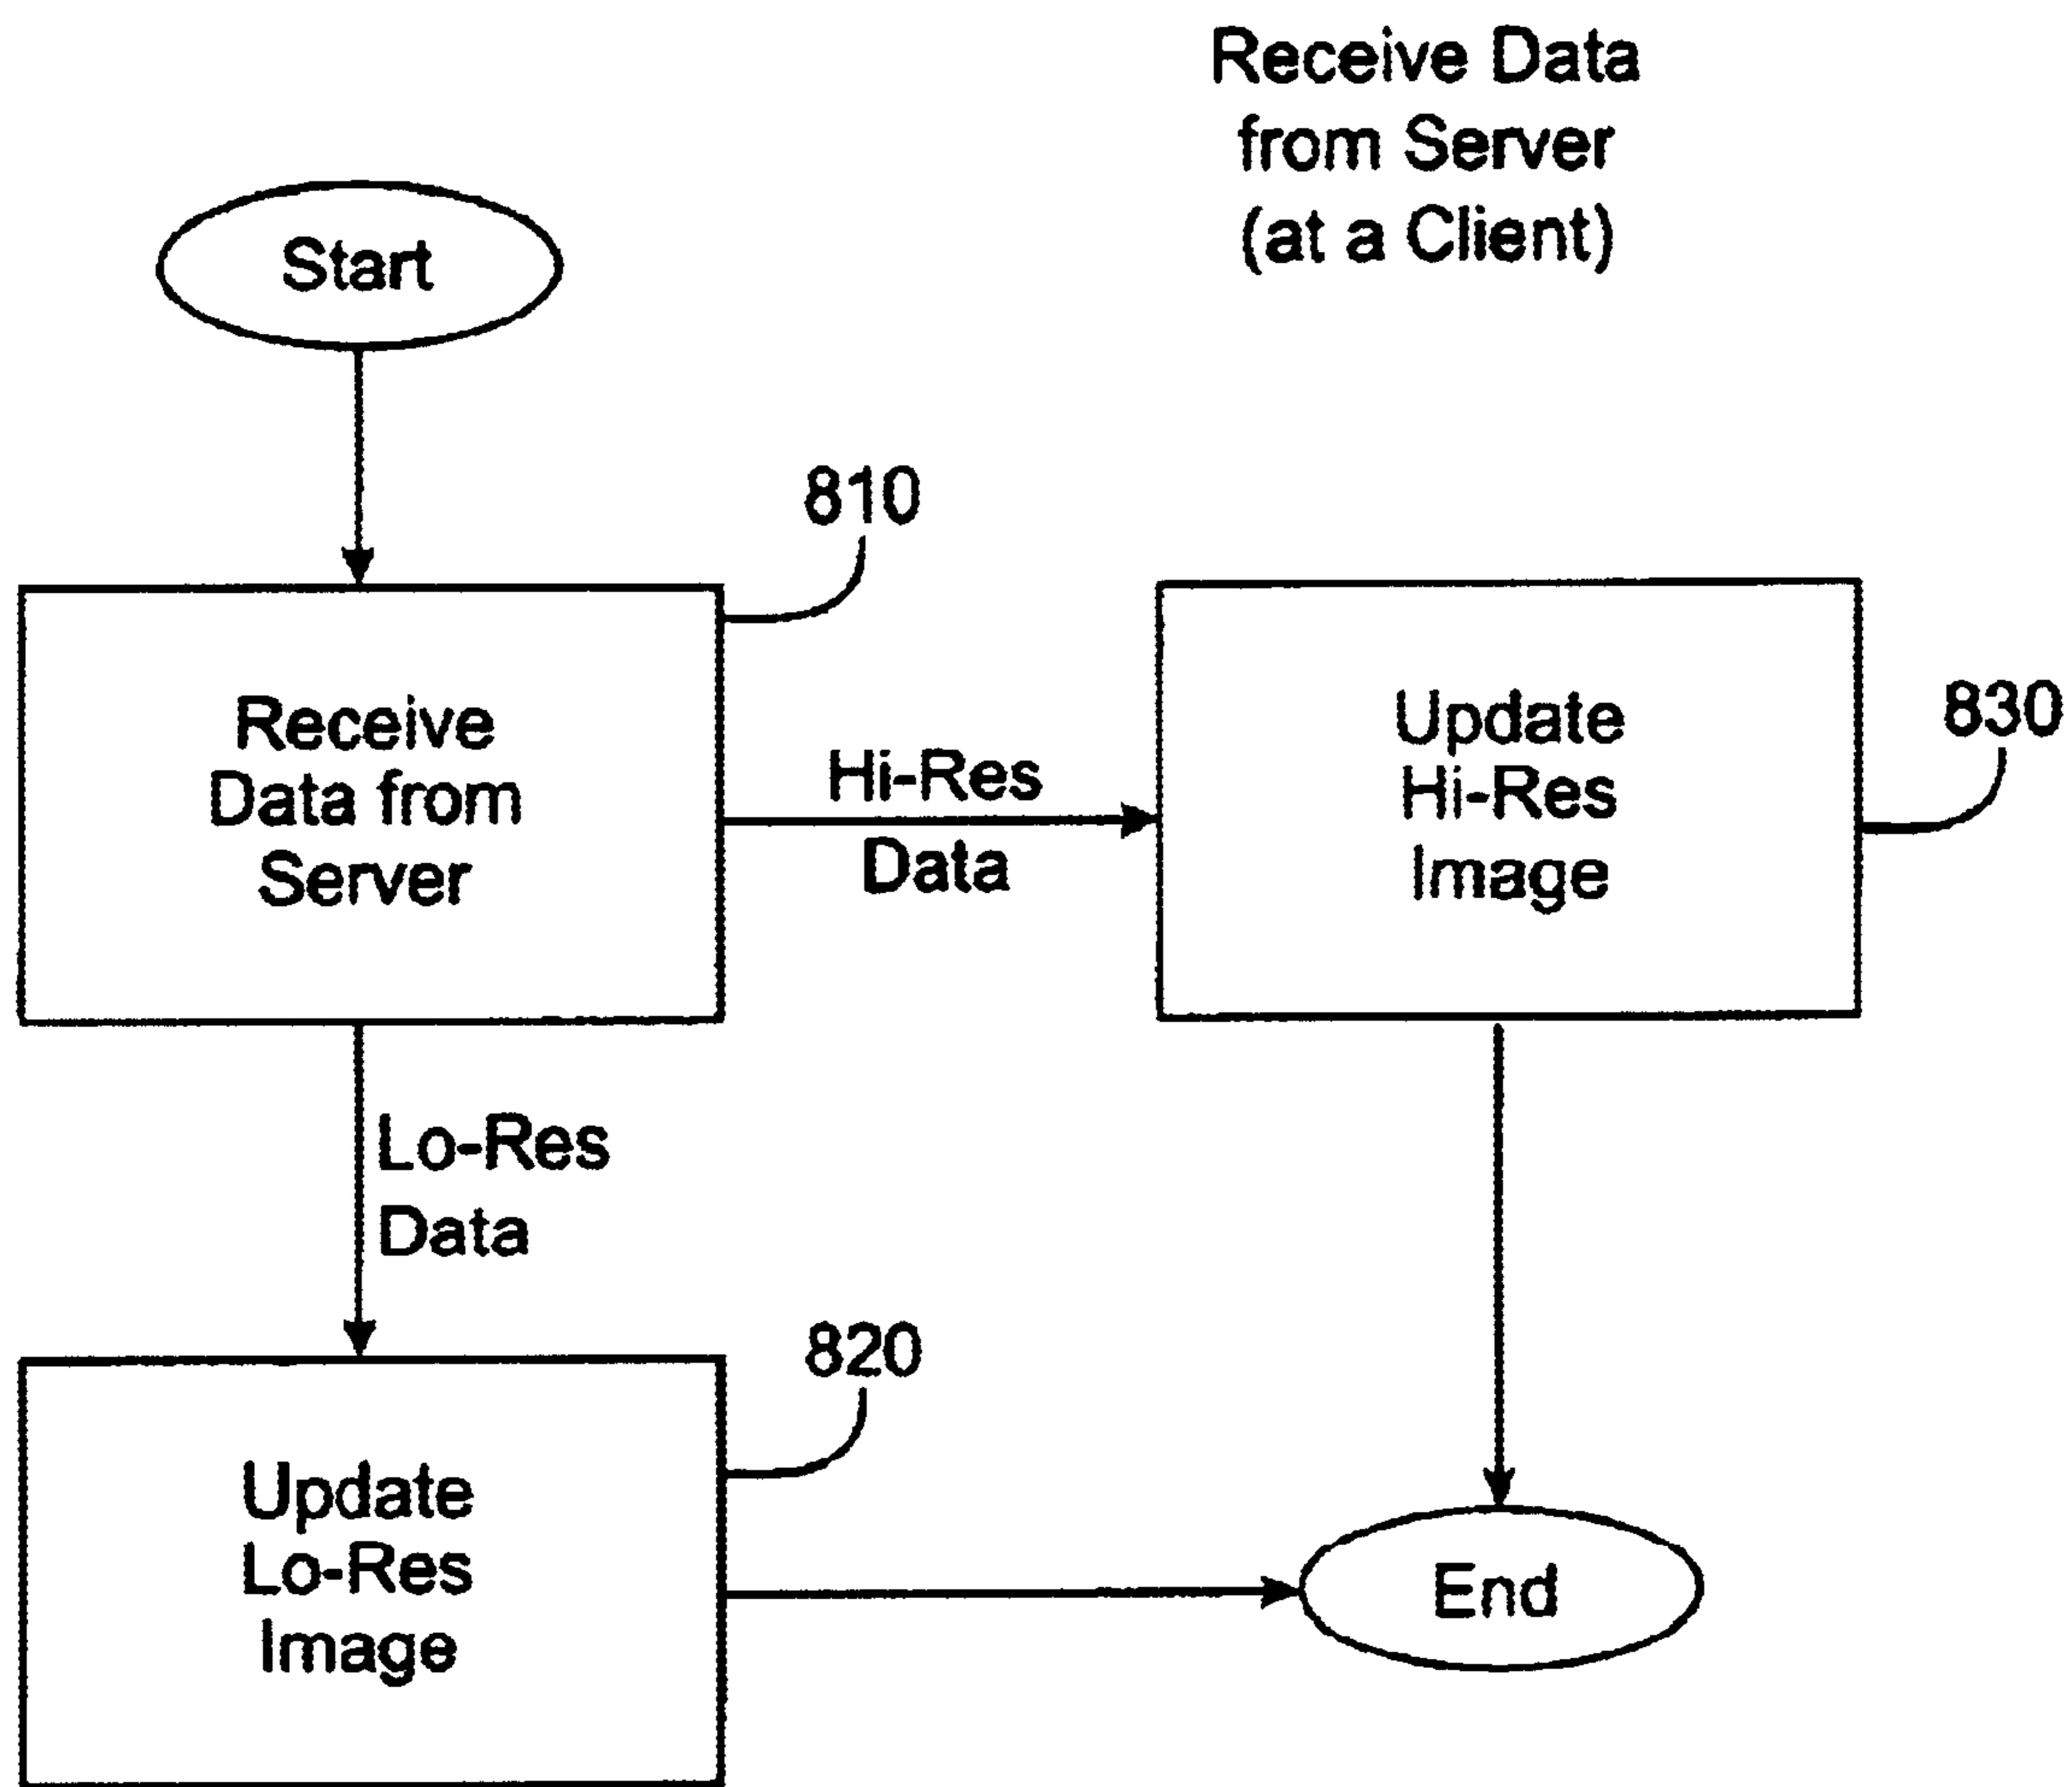 Receive Data
from Server
(at a Client)
Start
810
Receive
Data from
Server
Hi-Res
Data
Update
Hi-Res
Image
830
Lo-Res
Data
820
Update
Lo-Res
Image
End